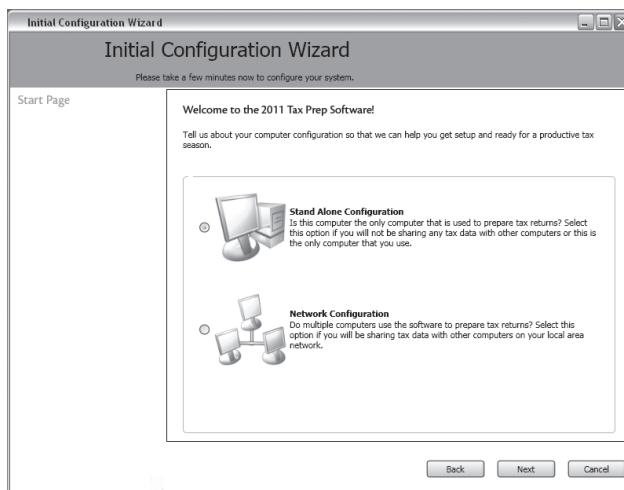 Initial Configuration Wizard
Initial Configuration Wizard
Please take a few minutes now to configure your system.
Start Page
Welcome to the 2011 Tax Prep Software!
Tell us about your computer configuration so that we can help you get setup and ready for a productive tax
season.
Stand Alone Configuration
Is this computer the only computer that is used to prepare tax returns? Select
this option if you will not be sharing any tax data with other computers or this is
the only computer that you use.
Network Configuration
Do multiple computers use the software to prepare tax returns? Select this
option if you will be sharing tax data with other computers on your local area
network.
Back Next Cancel